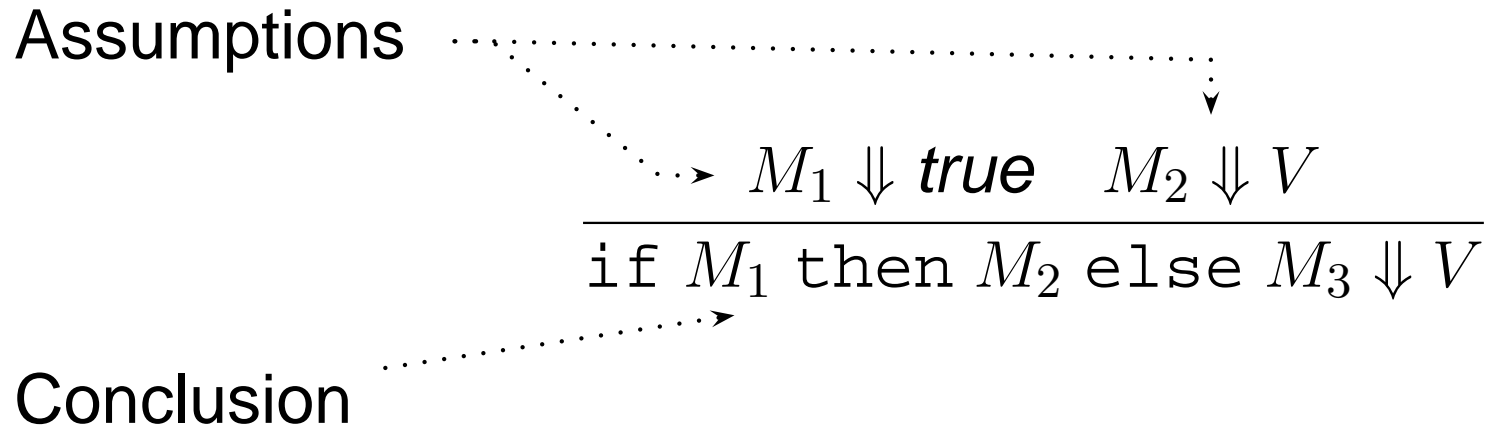 Assumptions
M₁ ⇓ true M₂ ⇓ V
if M₁ then M₂ else M₃ ⇓ V
Conclusion